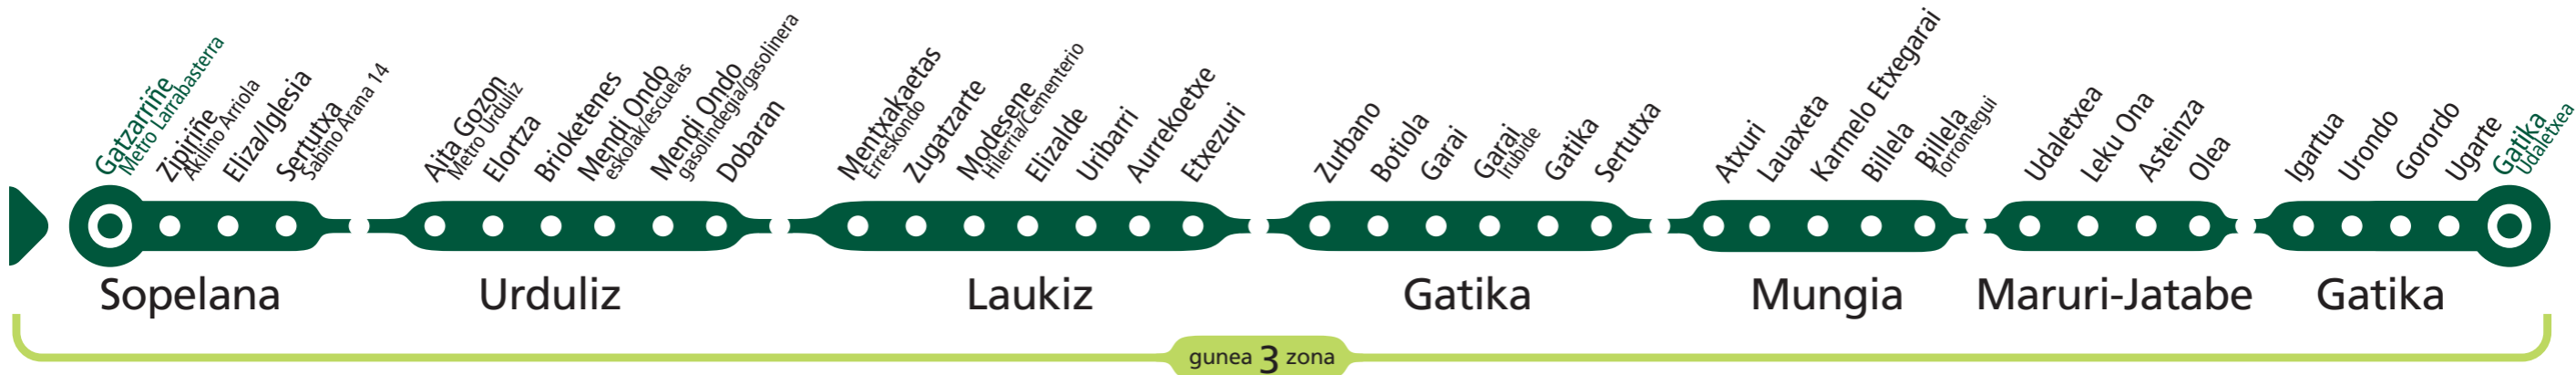 Gatzarriñe
Metro Larrabasterra
Zipiriñe
Akilino Arriola
Eliza/Iglesia
Sertutxa
Sabino Arana 14
Aita Gozon
Metro Urduliz
Elortza
Brioketenes
Mendi Ondo
eskolak/escuelas
Mendi Ondo
gasolindegia/gasolinera
Dobaran
Mentxakaetas
Erreskondo
Zugatzarte
Modesene
Hilerria/Cementerio
Elizalde
Uribarri
Aurrekoetxe
Etxezuri
Zurbano
Botiola
Garai
Garai
Irubide
Gatika
Sertutxa
Atxuri
Lauaxeta
Karmelo Etxegarai
Billela
Billela
Torrontegui
Udaletxea
Leku Ona
Asteinza
Olea
Igartua
Urondo
Gorordo
Ugarte
Gatika
Udaletxea
Sopelana
Urduliz
Laukiz
Gatika
Mungia
Maruri-Jatabe
Gatika
gunea 3 zona